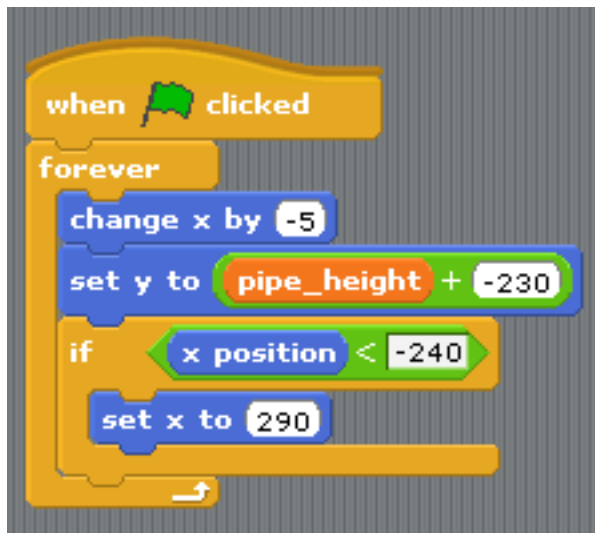 when clicked
forever
change x by -5
set y to pipe_height + -230
if x position < -240
set x to 290